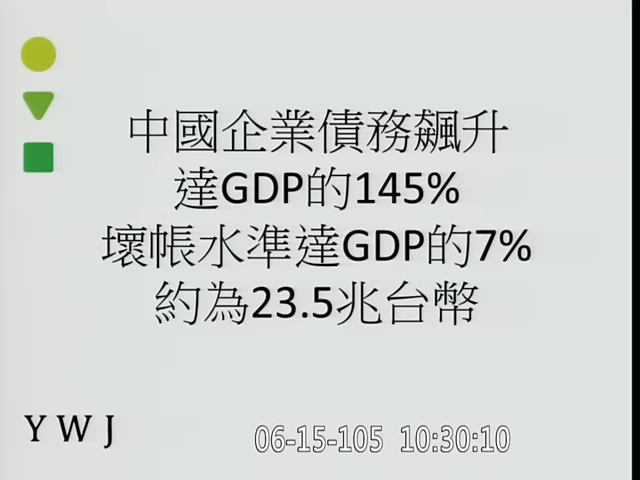 中國企業債務飆升
達GDP的145%
壞帳水準達GDP的7%
約為23.5兆台幣
YWJ
06-15-105 10:30:10